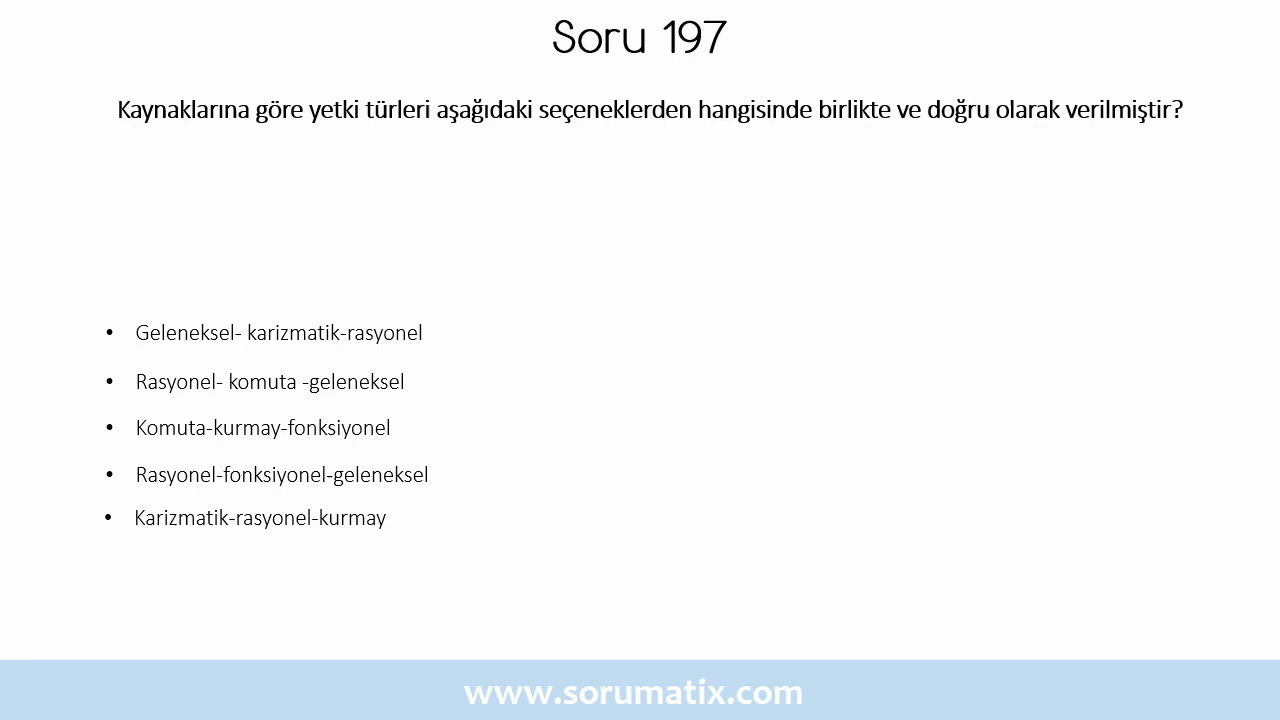 Soru 197
Kaynaklarına göre yetki türleri aşağıdaki seçeneklerden hangisinde birlikte ve doğru olarak verilmiştir?
• Geleneksel- karizmatik-rasyonel
• Rasyonel- komuta -geleneksel
• Komuta-kurmay-fonksiyonel
• Rasyonel-fonksiyonel-geleneksel
• Karizmatik-rasyonel-kurmay
www.sorumatix.com